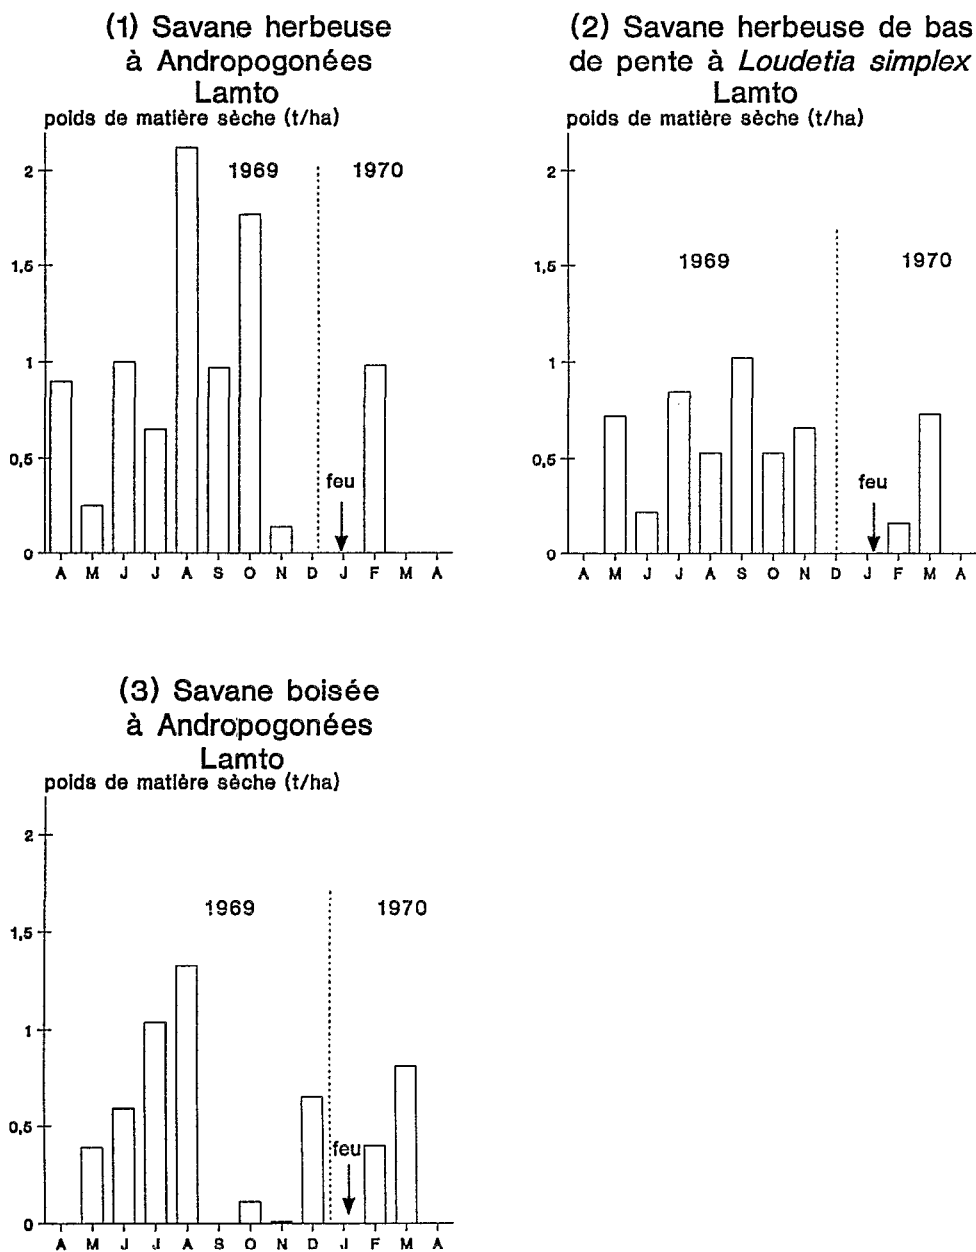 (1) Savane herbeuse
à Andropogonées
Lamto
poids de matière sèche (t/ha)
2
1,5
1
0,5
0
1969
1970
feu
A M J J A S O N D J F M A
(2) Savane herbeuse de bas
de pente à Loudetia simplex
Lamto
poids de matière sèche (t/ha)
2
1,5
1
0,5
0
1969
1970
feu
A M J J A S O N D J F M A
(3) Savane boisée
à Andropogonées
Lamto
poids de matière sèche (t/ha)
2
1,5
1
0,5
0
1969
1970
feu
A M J J A S O N D J F M A